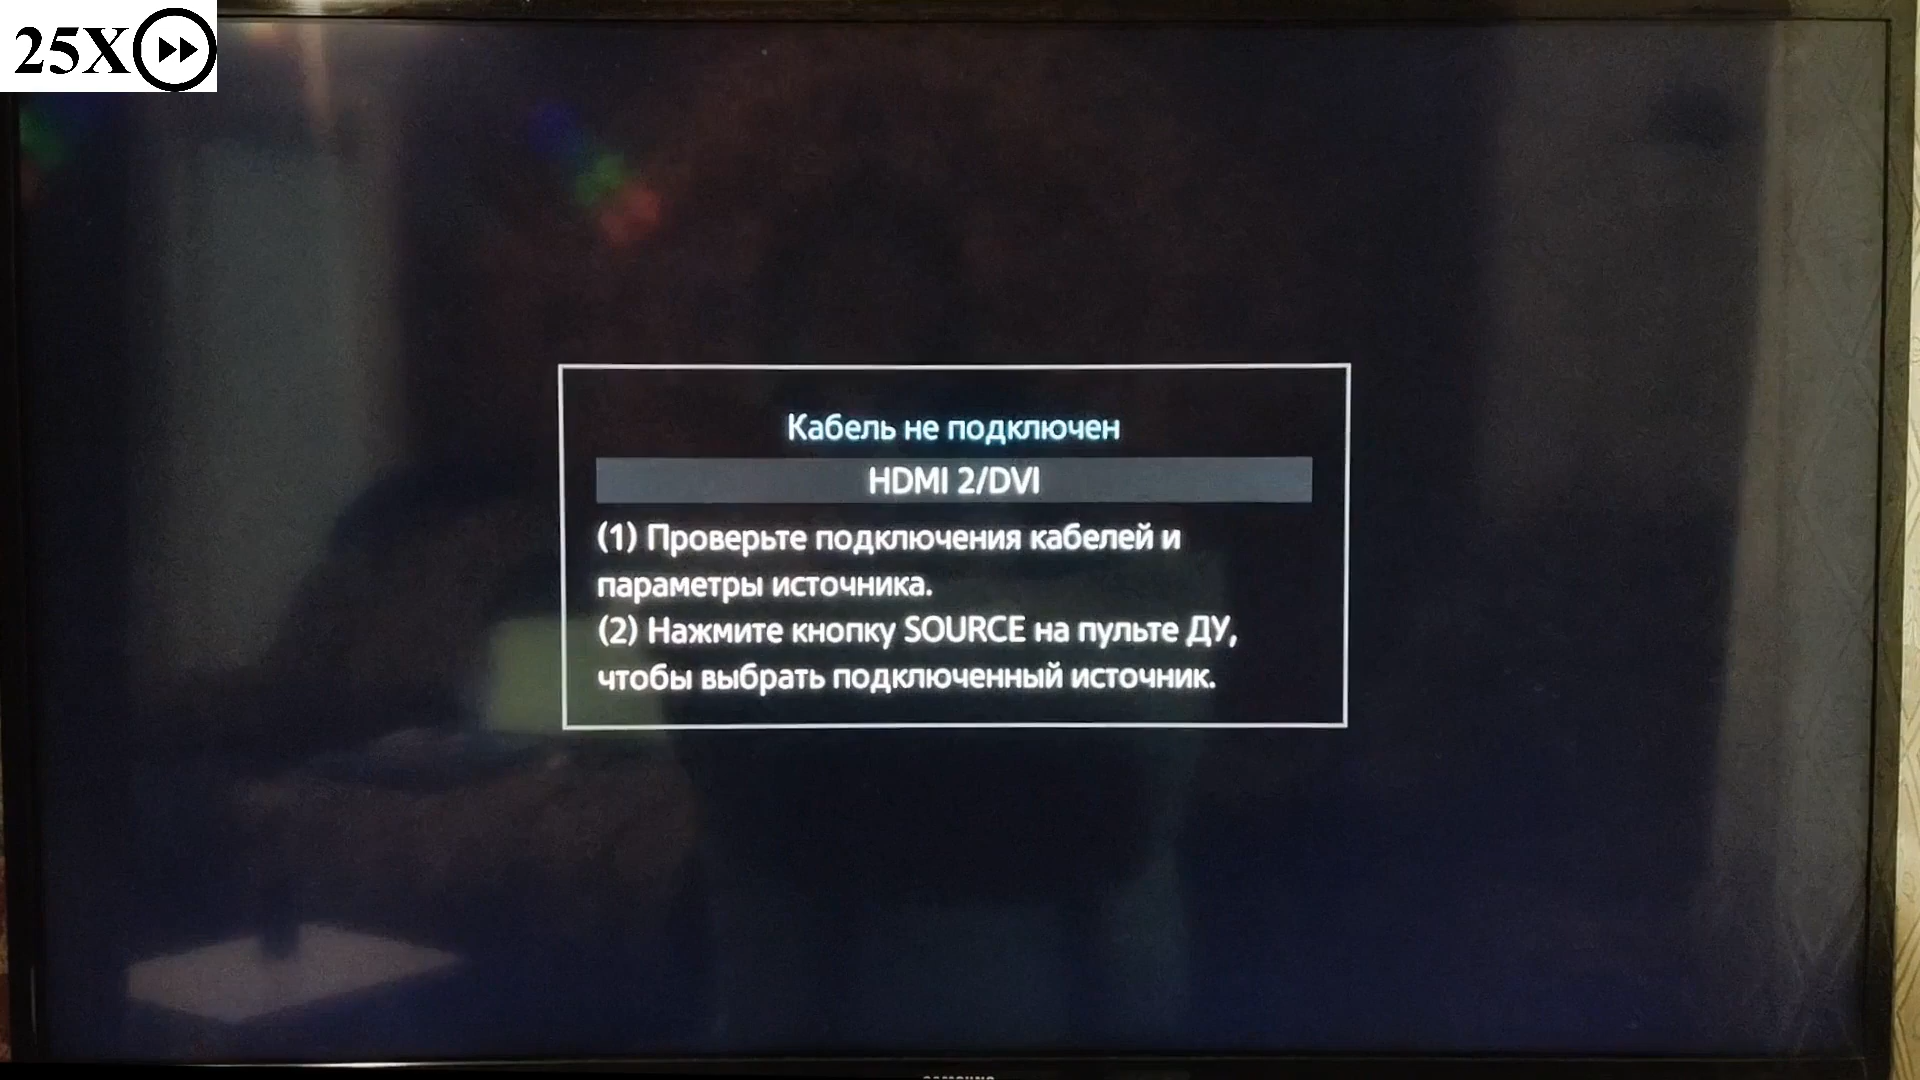 25X
Кабель не подключен
HDMI 2/DVI
(1) Проверьте подключения кабелей и
параметры источника.
(2) Нажмите кнопку SOURCE на пульте ДУ,
чтобы выбрать подключенный источник.
SAMSUNG